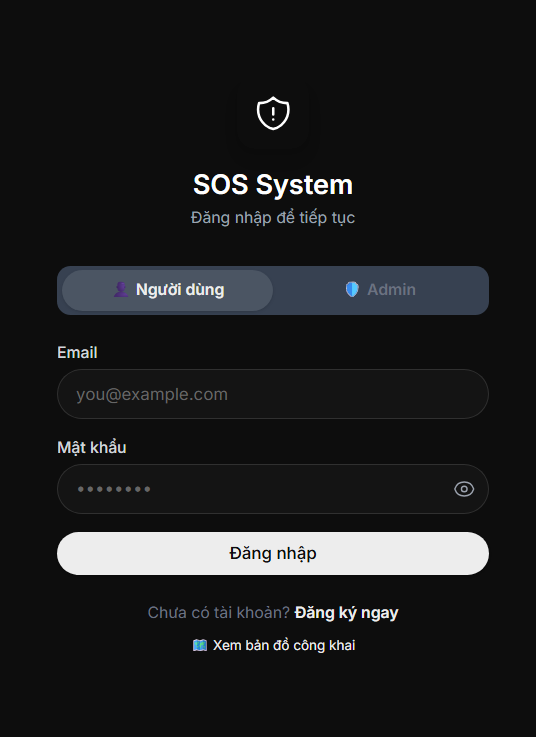 SOS System
Đăng nhập để tiếp tục
Người dùng
Admin
Email
you@example.com
Mật khẩu
••••••••
Đăng nhập
Chưa có tài khoản? Đăng ký ngay
Xem bản đồ công khai